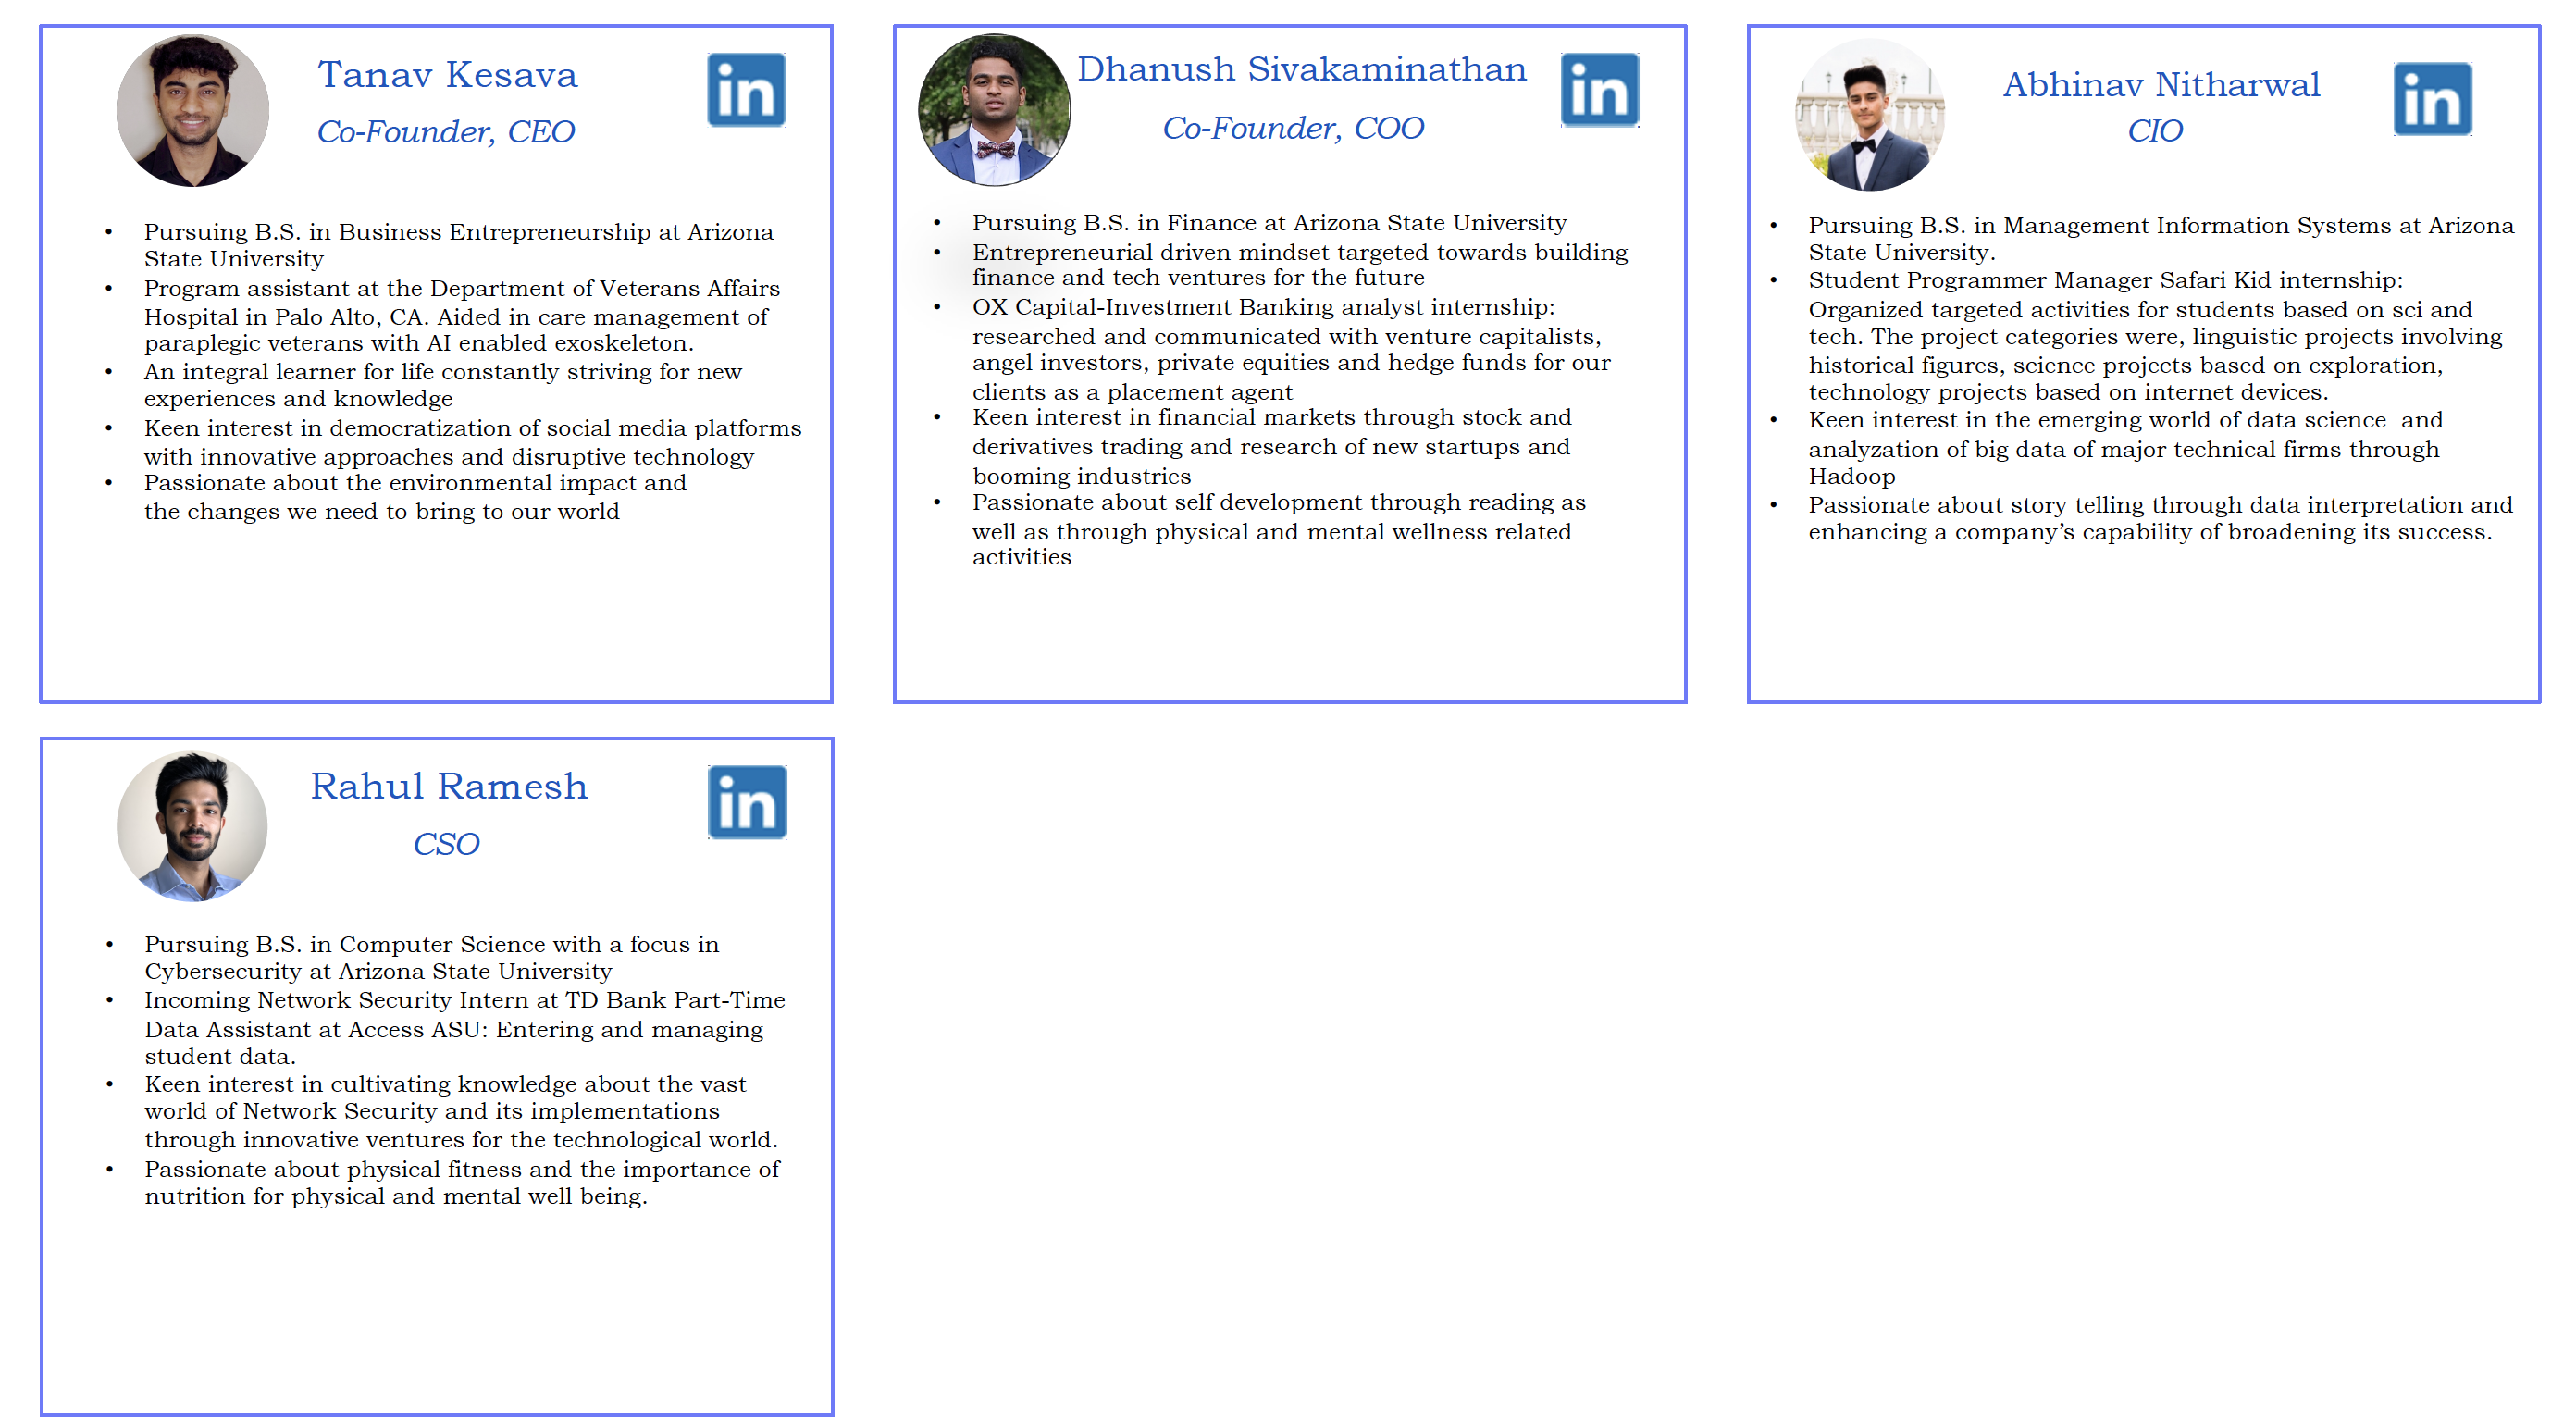 Tanav Kesava
Co-Founder, CEO
in
• Pursuing B.S. in Business Entrepreneurship at Arizona
State University
• Program assistant at the Department of Veterans Affairs
Hospital in Palo Alto, CA. Aided in care management of
paraplegic veterans with AI enabled exoskeleton.
• An integral learner for life constantly striving for new
experiences and knowledge
• Keen interest in democratization of social media platforms
with innovative approaches and disruptive technology
• Passionate about the environmental impact and
the changes we need to bring to our world
Dhanush Sivakaminathan
Co-Founder, COO
in
• Pursuing B.S. in Finance at Arizona State University
• Entrepreneurial driven mindset targeted towards building
finance and tech ventures for the future
• OX Capital-Investment Banking analyst internship:
researched and communicated with venture capitalists,
angel investors, private equities and hedge funds for our
clients as a placement agent
• Keen interest in financial markets through stock and
derivatives trading and research of new startups and
booming industries
• Passionate about self development through reading as
well as through physical and mental wellness related
activities
Abhinav Nitharwal
CIO
in
• Pursuing B.S. in Management Information Systems at Arizona
State University.
• Student Programmer Manager Safari Kid internship:
Organized targeted activities for students based on sci and
tech. The project categories were, linguistic projects involving
historical figures, science projects based on exploration,
technology projects based on internet devices.
• Keen interest in the emerging world of data science  and
analyzation of big data of major technical firms through
Hadoop
• Passionate about story telling through data interpretation and
enhancing a company’s capability of broadening its success.
Rahul Ramesh
CSO
in
• Pursuing B.S. in Computer Science with a focus in
Cybersecurity at Arizona State University
• Incoming Network Security Intern at TD Bank Part-Time
Data Assistant at Access ASU: Entering and managing
student data.
• Keen interest in cultivating knowledge about the vast
world of Network Security and its implementations
through innovative ventures for the technological world.
• Passionate about physical fitness and the importance of
nutrition for physical and mental well being.